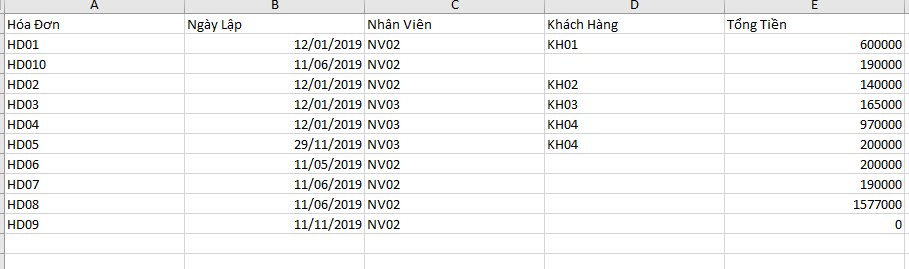 A B C D E
Hóa Đơn Ngày Lập Nhân Viên Khách Hàng Tổng Tiền
HD01 12/01/2019 NV02 KH01 600000
HD010 11/06/2019 NV02 190000
HD02 12/01/2019 NV02 KH02 140000
HD03 12/01/2019 NV03 KH03 165000
HD04 12/01/2019 NV03 KH04 970000
HD05 29/11/2019 NV03 KH04 200000
HD06 11/05/2019 NV02 200000
HD07 11/06/2019 NV02 190000
HD08 11/06/2019 NV02 1577000
HD09 11/11/2019 NV02 0